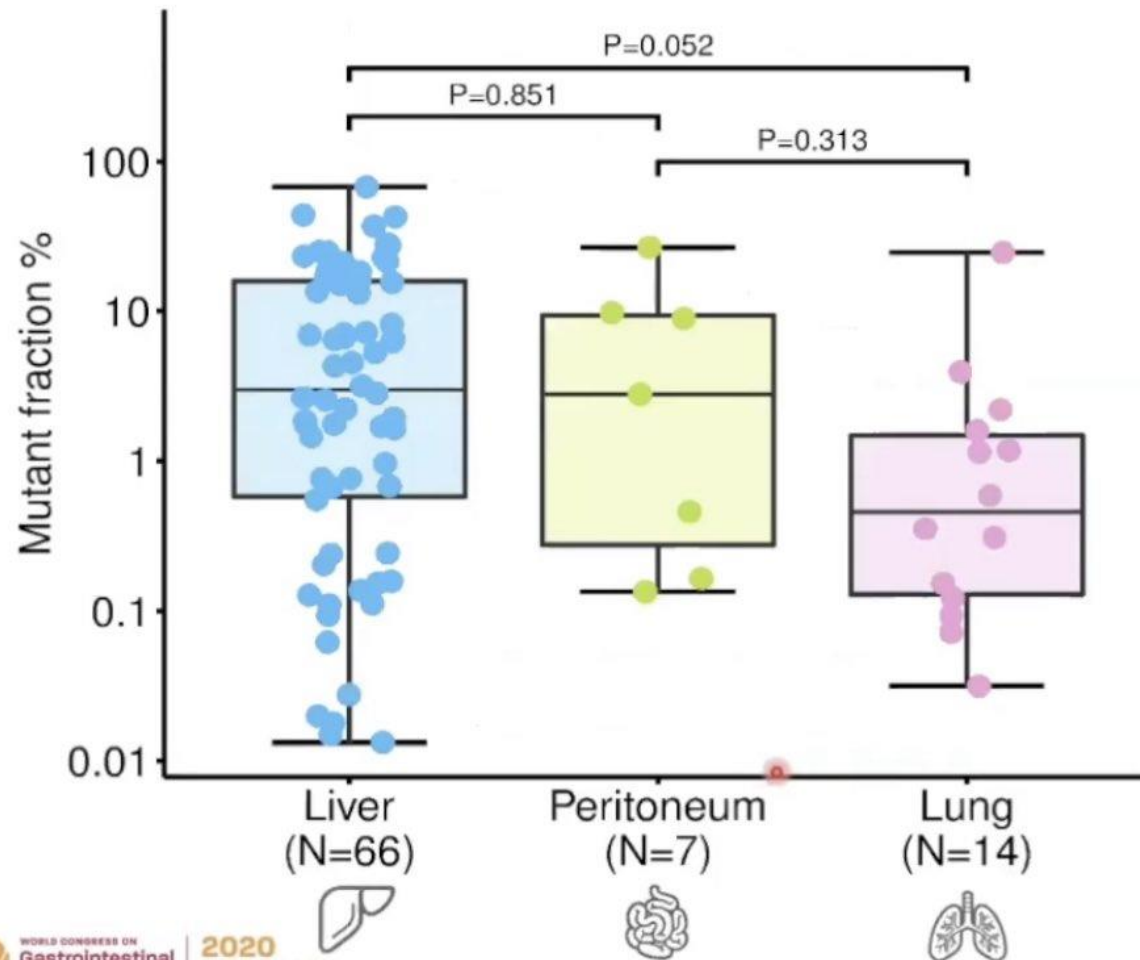 P=0.052
P=0.851
P=0.313
Mutant fraction %
100
10
1
0.1
0.01
Liver
(N=66)
Peritoneum
(N=7)
Lung
(N=14)
WORLD CONGRESS ON
Gastrointestinal
2020